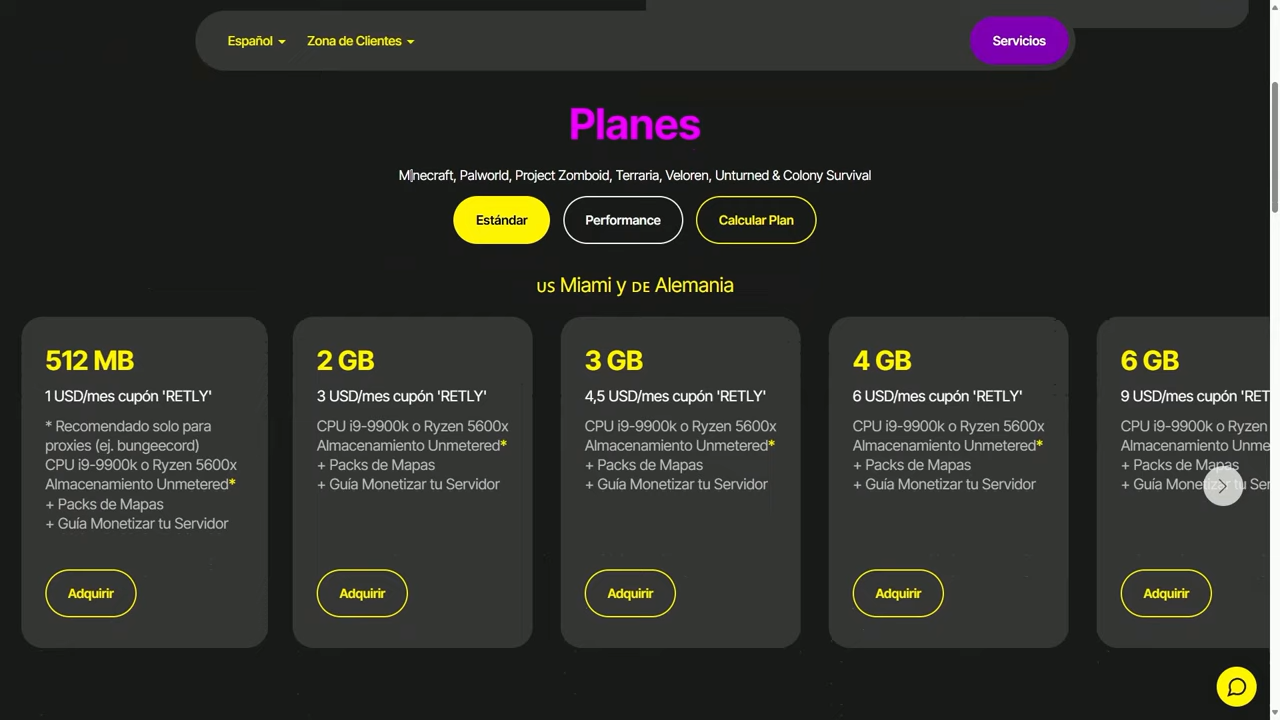 Español
Zona de Clientes
Servicios
Planes
Minecraft, Palworld, Project Zomboid, Terraria, Veloren, Unturned & Colony Survival
Estándar
Performance
Calcular Plan
US Miami y DE Alemania
512 MB
1 USD/mes cupón 'RETLY'
* Recomendado solo para
proxies (ej. bungeecord)
CPU i9-9900k o Ryzen 5600x
Almacenamiento Unmetered*
+ Packs de Mapas
+ Guía Monetizar tu Servidor
Adquirir
2 GB
3 USD/mes cupón 'RETLY'
CPU i9-9900k o Ryzen 5600x
Almacenamiento Unmetered*
+ Packs de Mapas
+ Guía Monetizar tu Servidor
Adquirir
3 GB
4,5 USD/mes cupón 'RETLY'
CPU i9-9900k o Ryzen 5600x
Almacenamiento Unmetered*
+ Packs de Mapas
+ Guía Monetizar tu Servidor
Adquirir
4 GB
6 USD/mes cupón 'RETLY'
CPU i9-9900k o Ryzen 5600x
Almacenamiento Unmetered*
+ Packs de Mapas
+ Guía Monetizar tu Servidor
Adquirir
6 GB
9 USD/mes cupón 'RET
CPU i9-9900k o Ryzen
Almacenamiento Unme
+ Packs de Mapas
+ Guía Monetizar tu Se
Adquirir